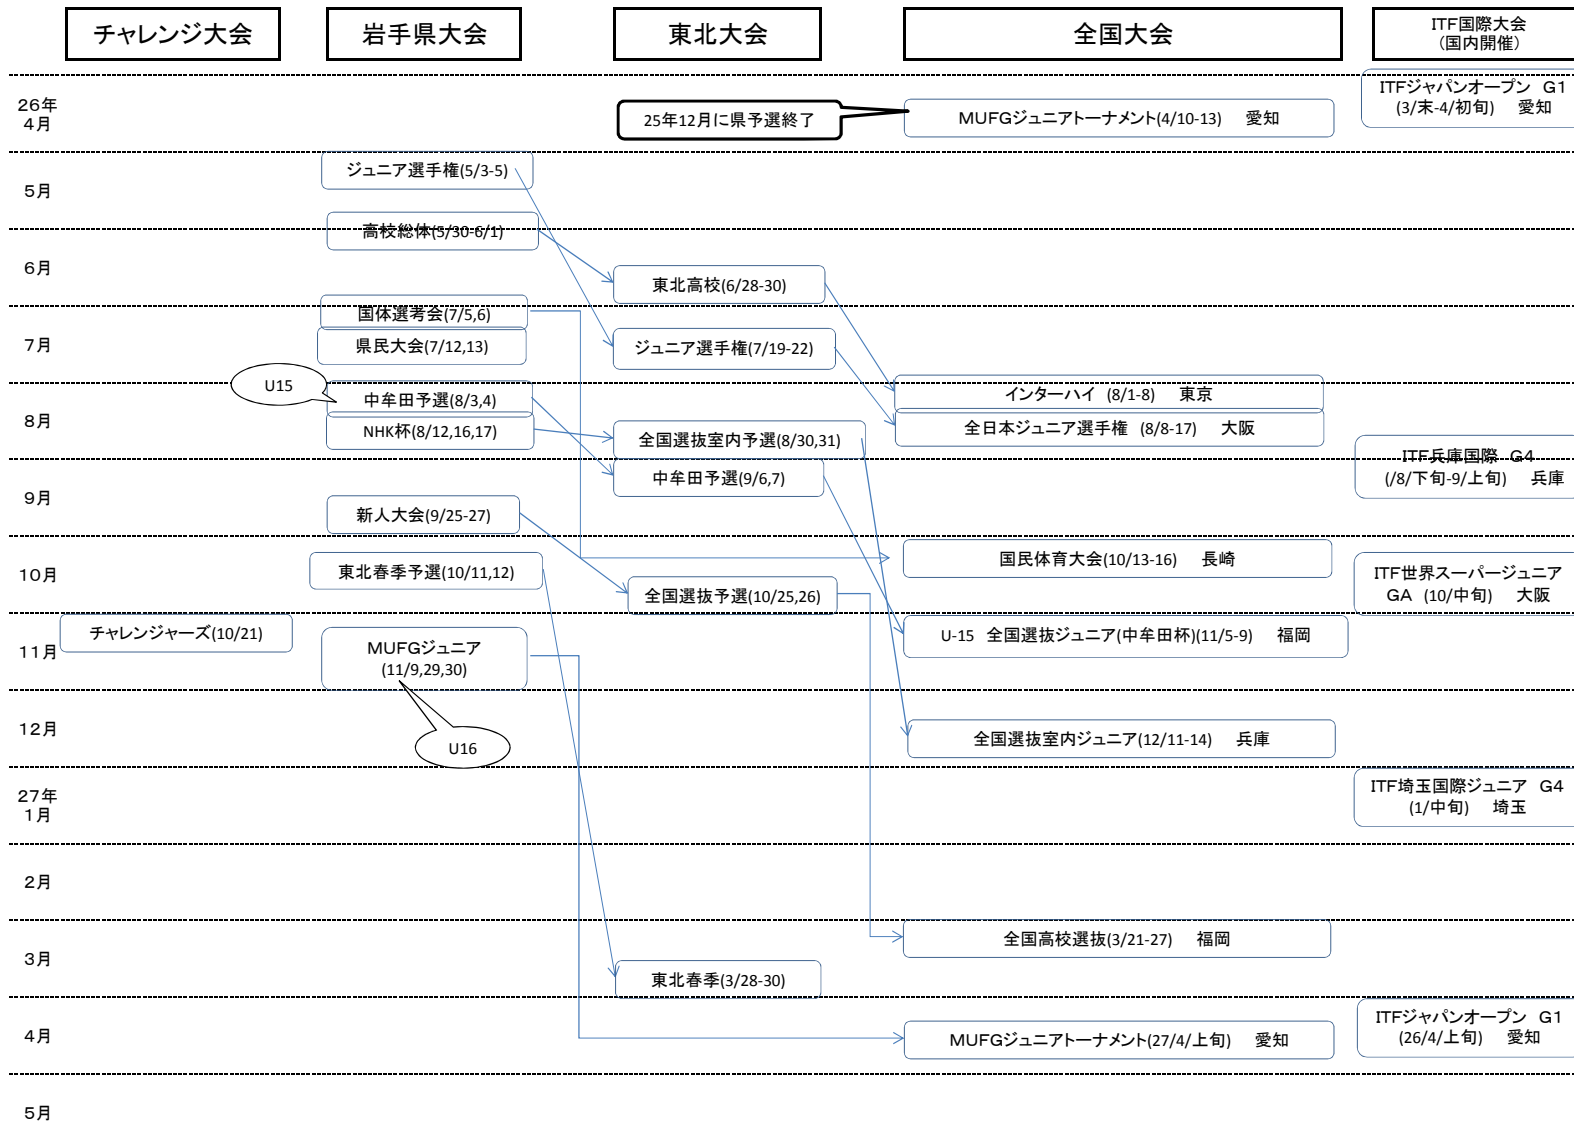 チャレンジ大会
岩手県大会
東北大会
全国大会
ITF国際大会
(国内開催)
26年
4月
25年12月に県予選終了
MUFGジュニアトーナメント(4/10-13) 愛知
ITFジャパンオープン G1
(3/末-4/初旬) 愛知
5月
ジュニア選手権(5/3-5)
高校総体(5/30-6/1)
6月
東北高校(6/28-30)
国体選考会(7/5,6)
7月
県民大会(7/12,13)
ジュニア選手権(7/19-22)
U15
8月
中牟田予選(8/3,4)
NHK杯(8/12,16,17)
全国選抜室内予選(8/30,31)
インターハイ (8/1-8) 東京
全日本ジュニア選手権 (8/8-17) 大阪
ITF兵庫国際 G4
(/8/下旬-9/上旬) 兵庫
9月
中牟田予選(9/6,7)
新人大会(9/25-27)
10月
東北春季予選(10/11,12)
全国選抜予選(10/25,26)
国民体育大会(10/13-16) 長崎
ITF世界スーパージュニア
GA (10/中旬) 大阪
チャレンジャーズ(10/21)
11月
MUFGジュニア
(11/9,29,30)
U-15 全国選抜ジュニア(中牟田杯)(11/5-9) 福岡
12月
U16
全国選抜室内ジュニア(12/11-14) 兵庫
27年
1月
ITF埼玉国際ジュニア G4
(1/中旬) 埼玉
2月
3月
全国高校選抜(3/21-27) 福岡
東北春季(3/28-30)
4月
MUFGジュニアトーナメント(27/4/上旬) 愛知
ITFジャパンオープン G1
(26/4/上旬) 愛知
5月